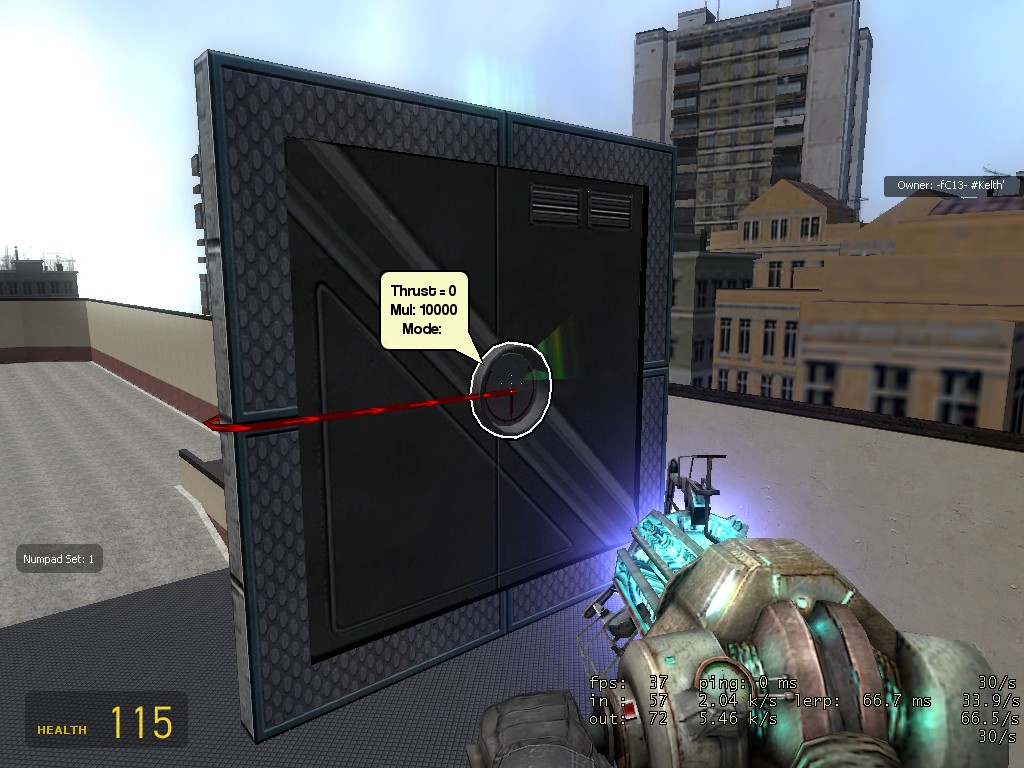 Owner: -fC13- #Kelth'
Thrust = 0
Mul: 10000
Mode:
Numpad Set: 1
HEALTH 115
fps: 37 ping: 0 ms 30/s
in : 57 2.04 k/s lerp: 66.7 ms 33.9/s
out: 72 5.46 k/s 66.5/s
30/s